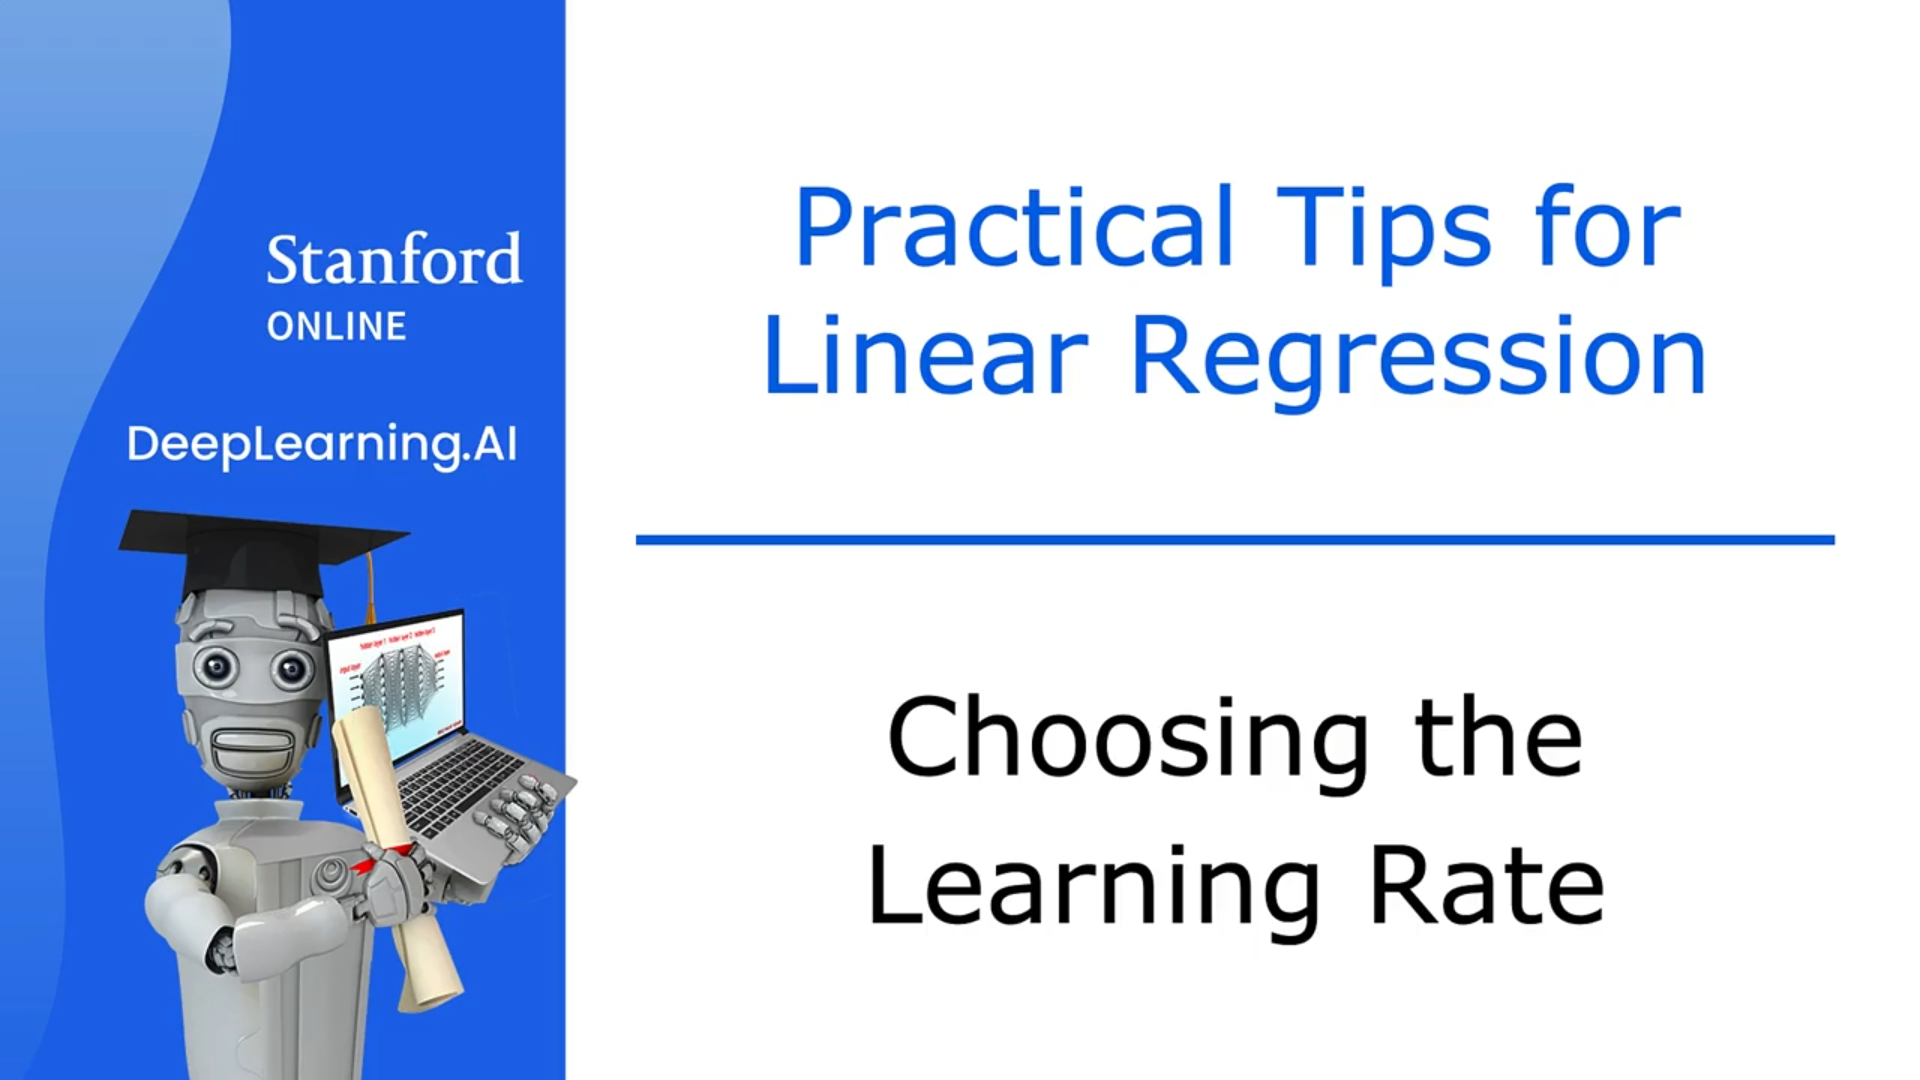 Stanford
ONLINE
DeepLearning.AI
Practical Tips for
Linear Regression
Choosing the
Learning Rate